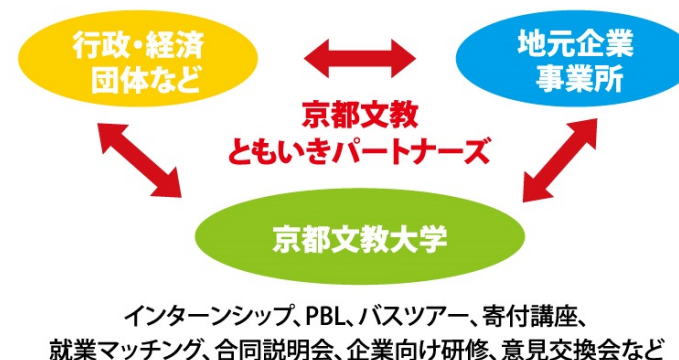 行政・経済
団体など
地元企業
事業所
京都文教
ともいきパートナーズ
京都文教大学
インターンシップ、PBL、バスツアー、寄付講座、
就業マッチング、合同説明会、企業向け研修、意見交換会など